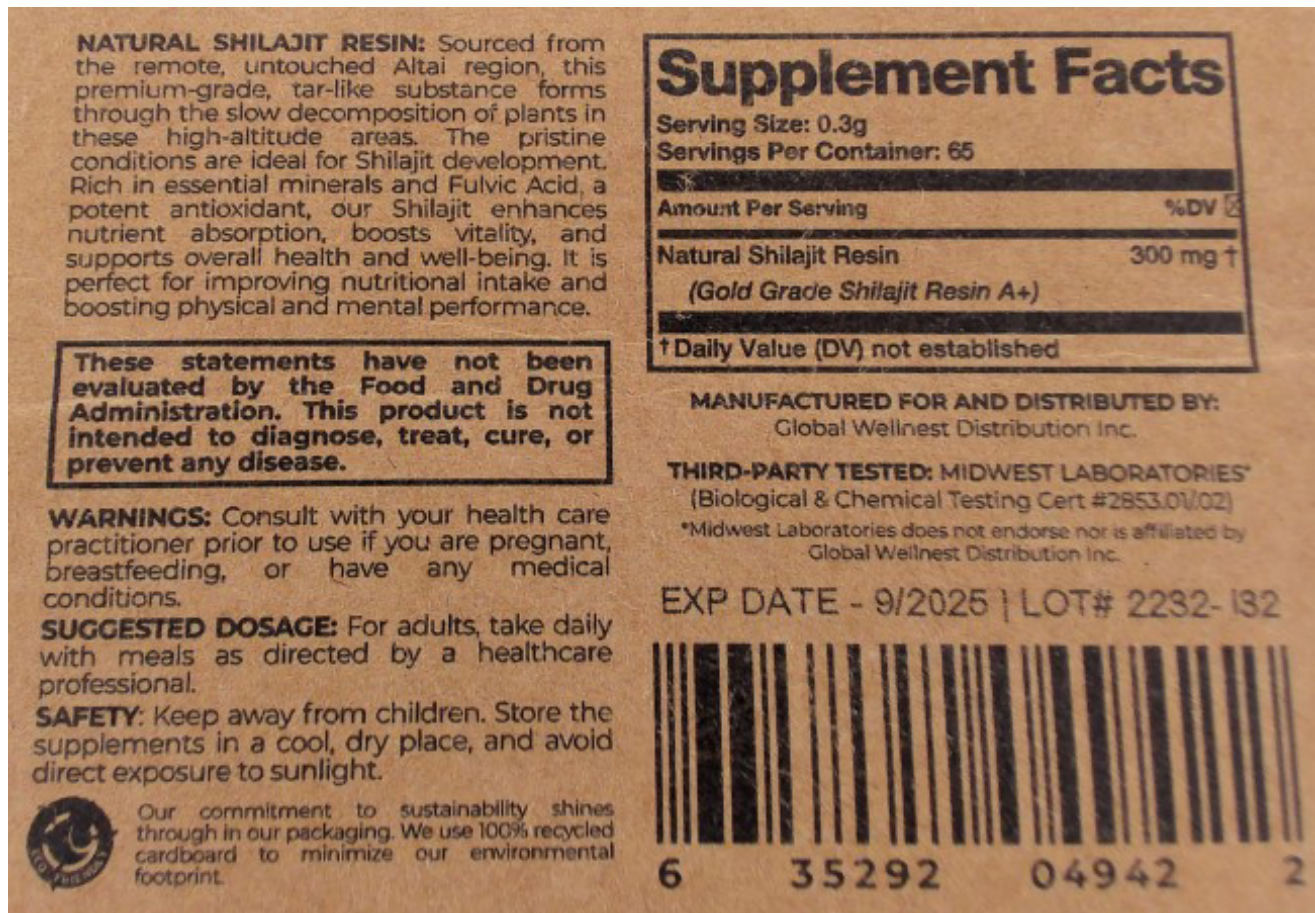 NATURAL SHILAJIT RESIN: Sourced from
the remote, untouched Altai region, this
premium-grade, tar-like substance forms
through the slow decomposition of plants in
these high-altitude areas. The pristine
conditions are ideal for Shilajit development.
Rich in essential minerals and Fulvic Acid, a
potent antioxidant, our Shilajit enhances
nutrient absorption, boosts vitality, and
supports overall health and well-being. It is
perfect for improving nutritional intake and
boosting physical and mental performance.
These statements have not been
evaluated by the Food and Drug
Administration. This product is not
intended to diagnose, treat, cure, or
prevent any disease.
WARNINGS: Consult with your health care
practitioner prior to use if you are pregnant,
breastfeeding, or have any medical
conditions.
SUGGESTED DOSAGE: For adults, take daily
with meals as directed by a healthcare
professional.
SAFETY: Keep away from children. Store the
supplements in a cool, dry place, and avoid
direct exposure to sunlight.
ECO FRIENDLY
Our commitment to sustainability shines
through in our packaging. We use 100% recycled
cardboard to minimize our environmental
footprint.
Supplement Facts
Serving Size: 0.3g
Servings Per Container: 65
Amount Per Serving %DV
Natural Shilajit Resin 300 mg †
(Gold Grade Shilajit Resin A+)
† Daily Value (DV) not established
MANUFACTURED FOR AND DISTRIBUTED BY:
Global Wellnest Distribution Inc.
THIRD-PARTY TESTED: MIDWEST LABORATORIES*
(Biological & Chemical Testing Cert #2853.01/.02)
*Midwest Laboratories does not endorse nor is affiliated by
Global Wellnest Distribution Inc.
EXP DATE - 9/2025 | LOT# 2232-132
6 35292 04942 2